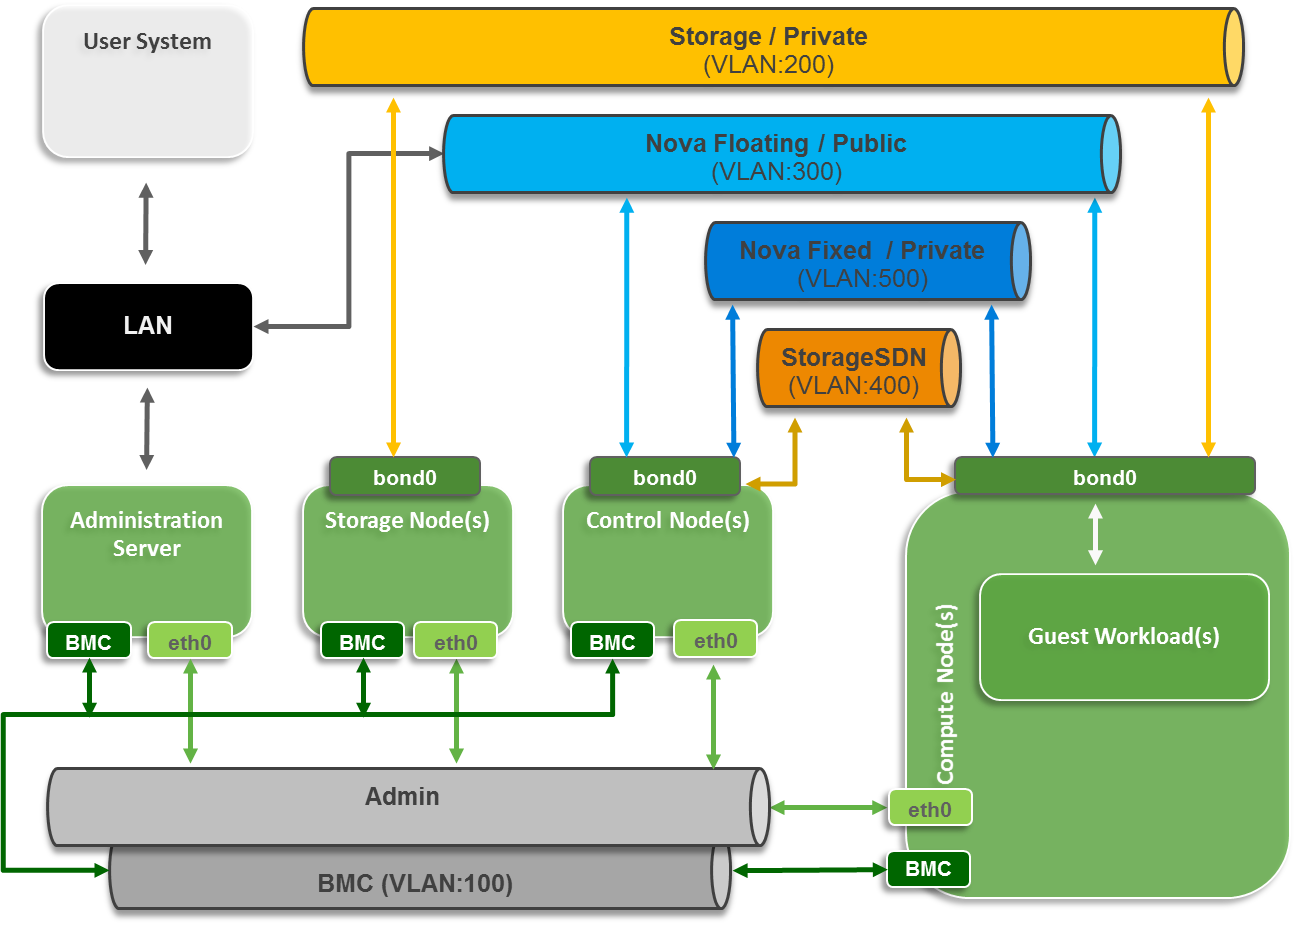 User System
Storage / Private
(VLAN:200)
Nova Floating / Public
(VLAN:300)
Nova Fixed / Private
(VLAN:500)
LAN
StorageSDN
(VLAN:400)
bond0
bond0
bond0
Administration
Server
Storage Node(s)
Control Node(s)
Compute Node(s)
Guest Workload(s)
BMC
eth0
BMC
eth0
BMC
eth0
Admin
eth0
BMC
BMC (VLAN:100)